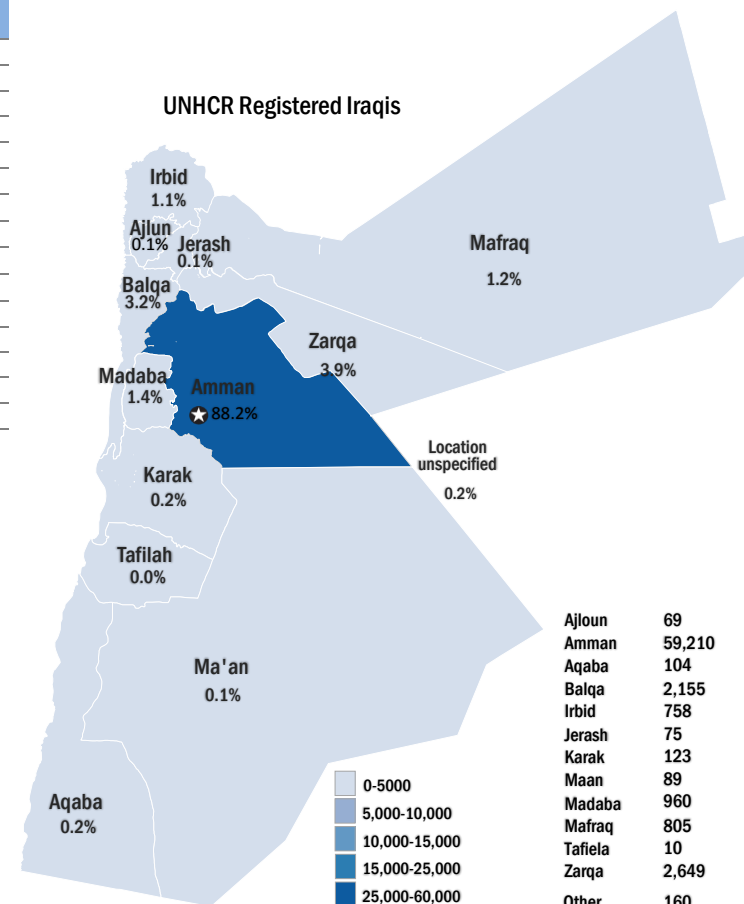 UNHCR Registered Iraqis
Irbid
1.1%
Ajlun
0.1%
Jerash
0.1%
Mafraq
1.2%
Balqa
3.2%
Zarqa
3.9%
Madaba
1.4%
Amman
88.2%
Location
unspecified
0.2%
Karak
0.2%
Tafilah
0.0%
Ma'an
0.1%
Aqaba
0.2%
0-5000
5,000-10,000
10,000-15,000
15,000-25,000
25,000-60,000
Ajloun 69
Amman 59,210
Aqaba 104
Balqa 2,155
Irbid 758
Jerash 75
Karak 123
Maan 89
Madaba 960
Mafraq 805
Tafiela 10
Zarqa 2,649
Other 160